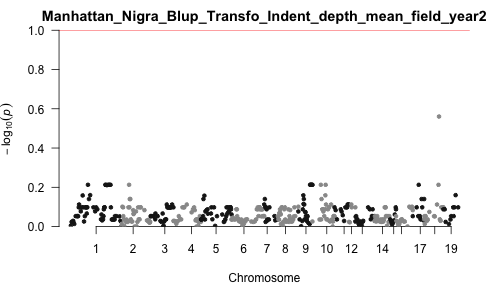 Manhattan_Nigra_Blup_Transfo_Indent_depth_mean_field_year2
1.0
0.8
0.6
0.4
0.2
0.0
− log10(p)
1 2 3 4 5 6 7 8 9 10 12 14 17 19
Chromosome